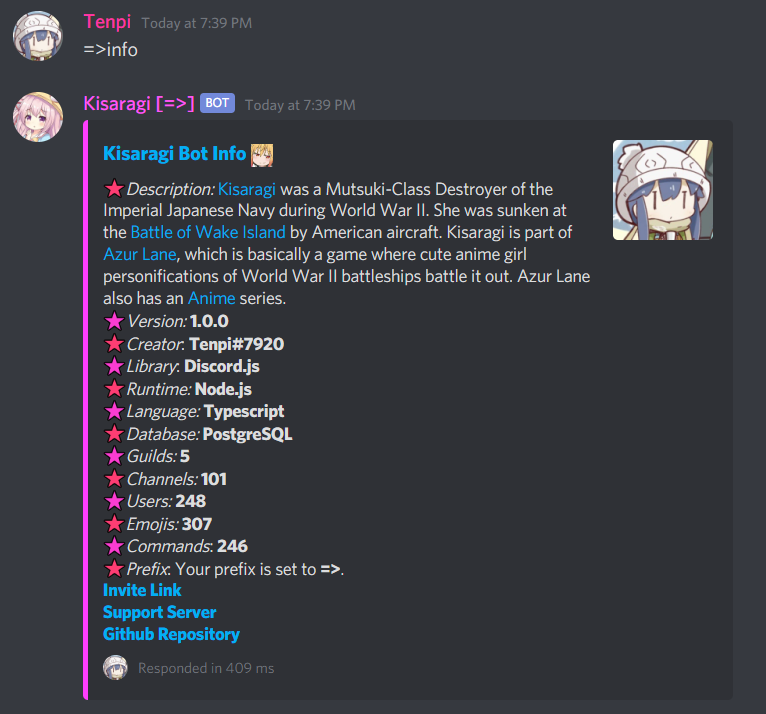 Tenpi Today at 7:39 PM
=>info
Kisaragi [=>] BOT Today at 7:39 PM
Kisaragi Bot Info
Description: Kisaragi was a Mutsuki-Class Destroyer of the
Imperial Japanese Navy during World War II. She was sunken at
the Battle of Wake Island by American aircraft. Kisaragi is part of
Azur Lane, which is basically a game where cute anime girl
personifications of World War II battleships battle it out. Azur Lane
also has an Anime series.
Version: 1.0.0
Creator: Tenpi#7920
Library: Discord.js
Runtime: Node.js
Language: Typescript
Database: PostgreSQL
Guilds: 5
Channels: 101
Users: 248
Emojis: 307
Commands: 246
Prefix: Your prefix is set to =>.
Invite Link
Support Server
Github Repository
Responded in 409 ms